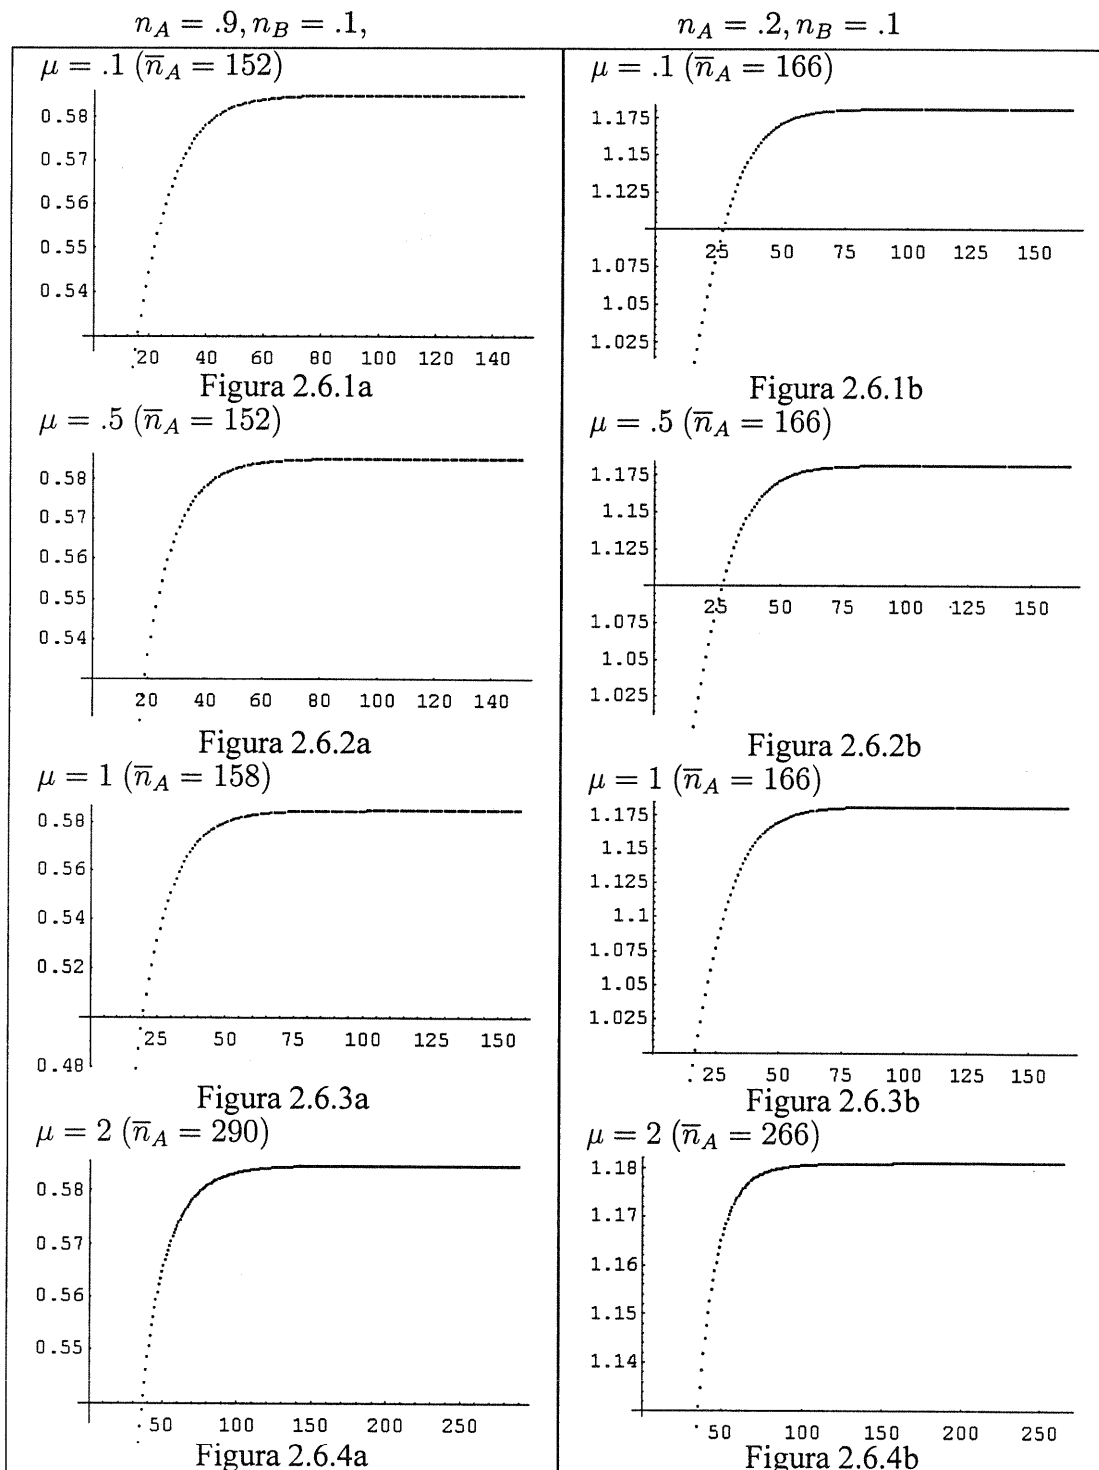 n_A = .9, n_B = .1,
n_A = .2, n_B = .1
μ = .1 (n̅_A = 152)
0.58
0.57
0.56
0.55
0.54
20 40 60 80 100 120 140
Figura 2.6.1a
μ = .1 (n̅_A = 166)
1.175
1.15
1.125
25 50 75 100 125 150
1.075
1.05
1.025
Figura 2.6.1b
μ = .5 (n̅_A = 152)
0.58
0.57
0.56
0.55
0.54
20 40 60 80 100 120 140
Figura 2.6.2a
μ = .5 (n̅_A = 166)
1.175
1.15
1.125
25 50 75 100 125 150
1.075
1.05
1.025
Figura 2.6.2b
μ = 1 (n̅_A = 158)
0.58
0.56
0.54
0.52
25 50 75 100 125 150
0.48
Figura 2.6.3a
μ = 1 (n̅_A = 166)
1.175
1.15
1.125
1.1
1.075
1.05
1.025
25 50 75 100 125 150
Figura 2.6.3b
μ = 2 (n̅_A = 290)
0.58
0.57
0.56
0.55
50 100 150 200 250
Figura 2.6.4a
μ = 2 (n̅_A = 266)
1.18
1.17
1.16
1.15
1.14
50 100 150 200 250
Figura 2.6.4b